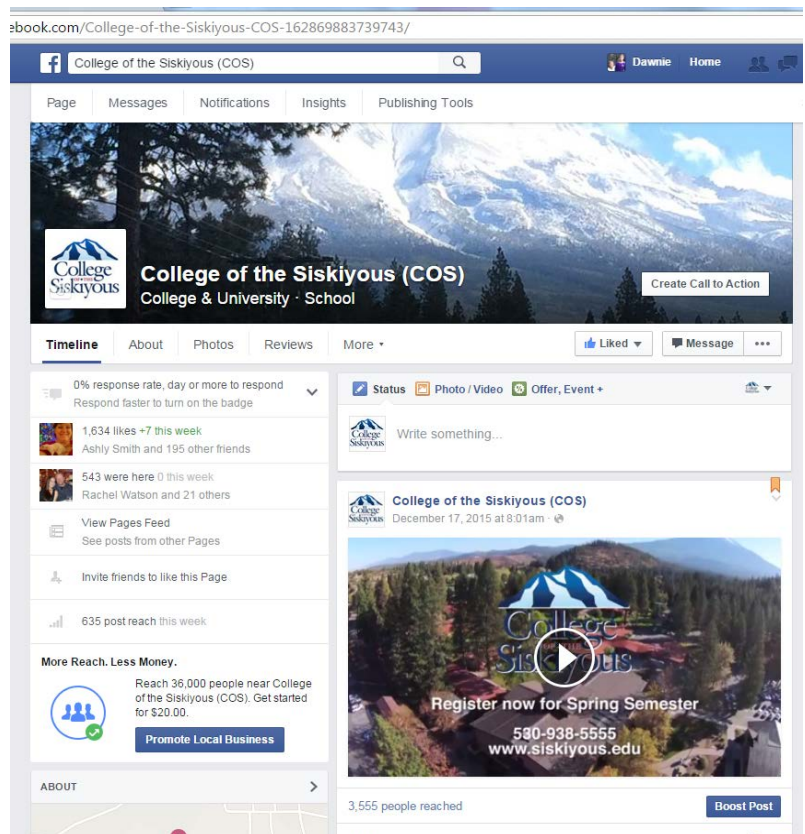 ebook.com/College-of-the-Siskiyous-COS-162869883739743/
f College of the Siskiyous (COS)
Dawnie Home
Page Messages Notifications Insights Publishing Tools
College
Siskiyous
College of the Siskiyous (COS)
College & University · School
Create Call to Action
Timeline About Photos Reviews More
Liked Message ...
0% response rate, day or more to respond
Respond faster to turn on the badge
1,634 likes +7 this week
Ashly Smith and 195 other friends
543 were here 0 this week
Rachel Watson and 21 others
View Pages Feed
See posts from other Pages
Invite friends to like this Page
635 post reach this week
More Reach. Less Money.
Reach 36,000 people near College
of the Siskiyous (COS). Get started
for $20.00.
Promote Local Business
ABOUT
Status Photo / Video Offer, Event +
College
Siskiyous
Write something...
College
Siskiyous
College of the Siskiyous (COS)
December 17, 2015 at 8:01am ·
College
Siskiyous
Register now for Spring Semester
530-938-5555
www.siskiyous.edu
3,555 people reached
Boost Post